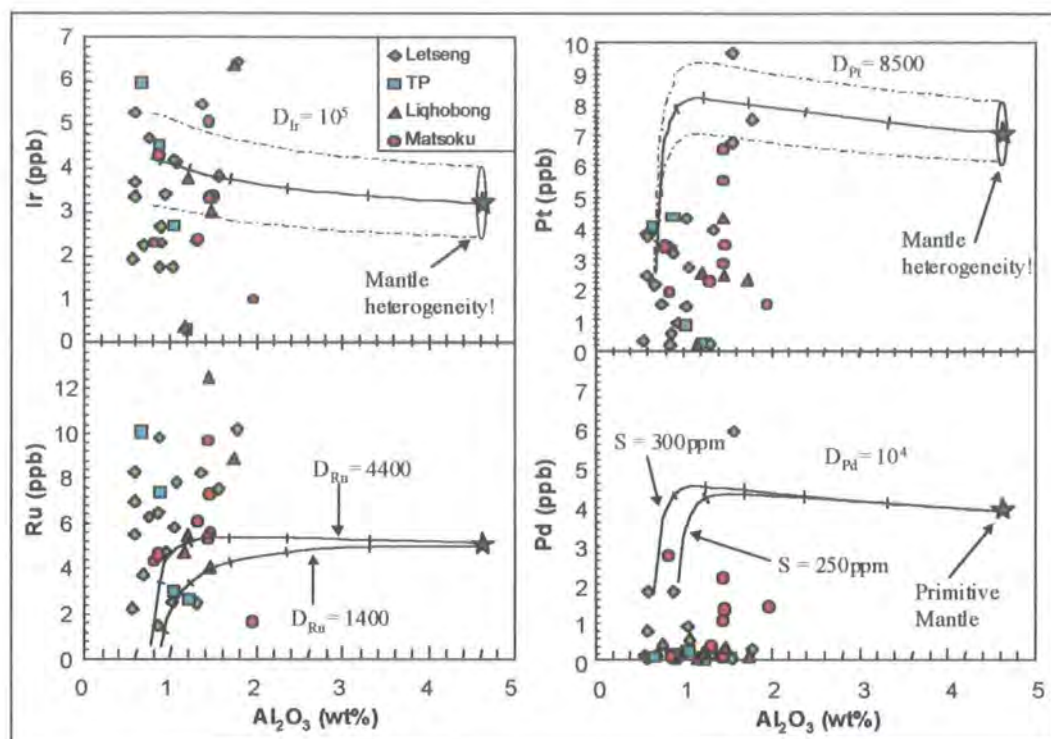 7
6
5
4
3
2
1
0
Ir (ppb)
Letseng
TP
Liqhobong
Matsoku
D_Ir = 10⁵
Mantle
heterogeneity!
10
9
8
7
6
5
4
3
2
1
0
Pt (ppb)
D_Pt = 8500
Mantle
heterogeneity!
12
10
8
6
4
2
0
Ru (ppb)
D_Ru = 4400
D_Ru = 1400
0 1 2 3 4 5
Al₂O₃ (wt%)
7
6
5
4
3
2
1
0
Pd (ppb)
S = 300ppm
D_Pd = 10⁴
S = 250ppm
Primitive
Mantle
0 1 2 3 4 5
Al₂O₃ (wt%)